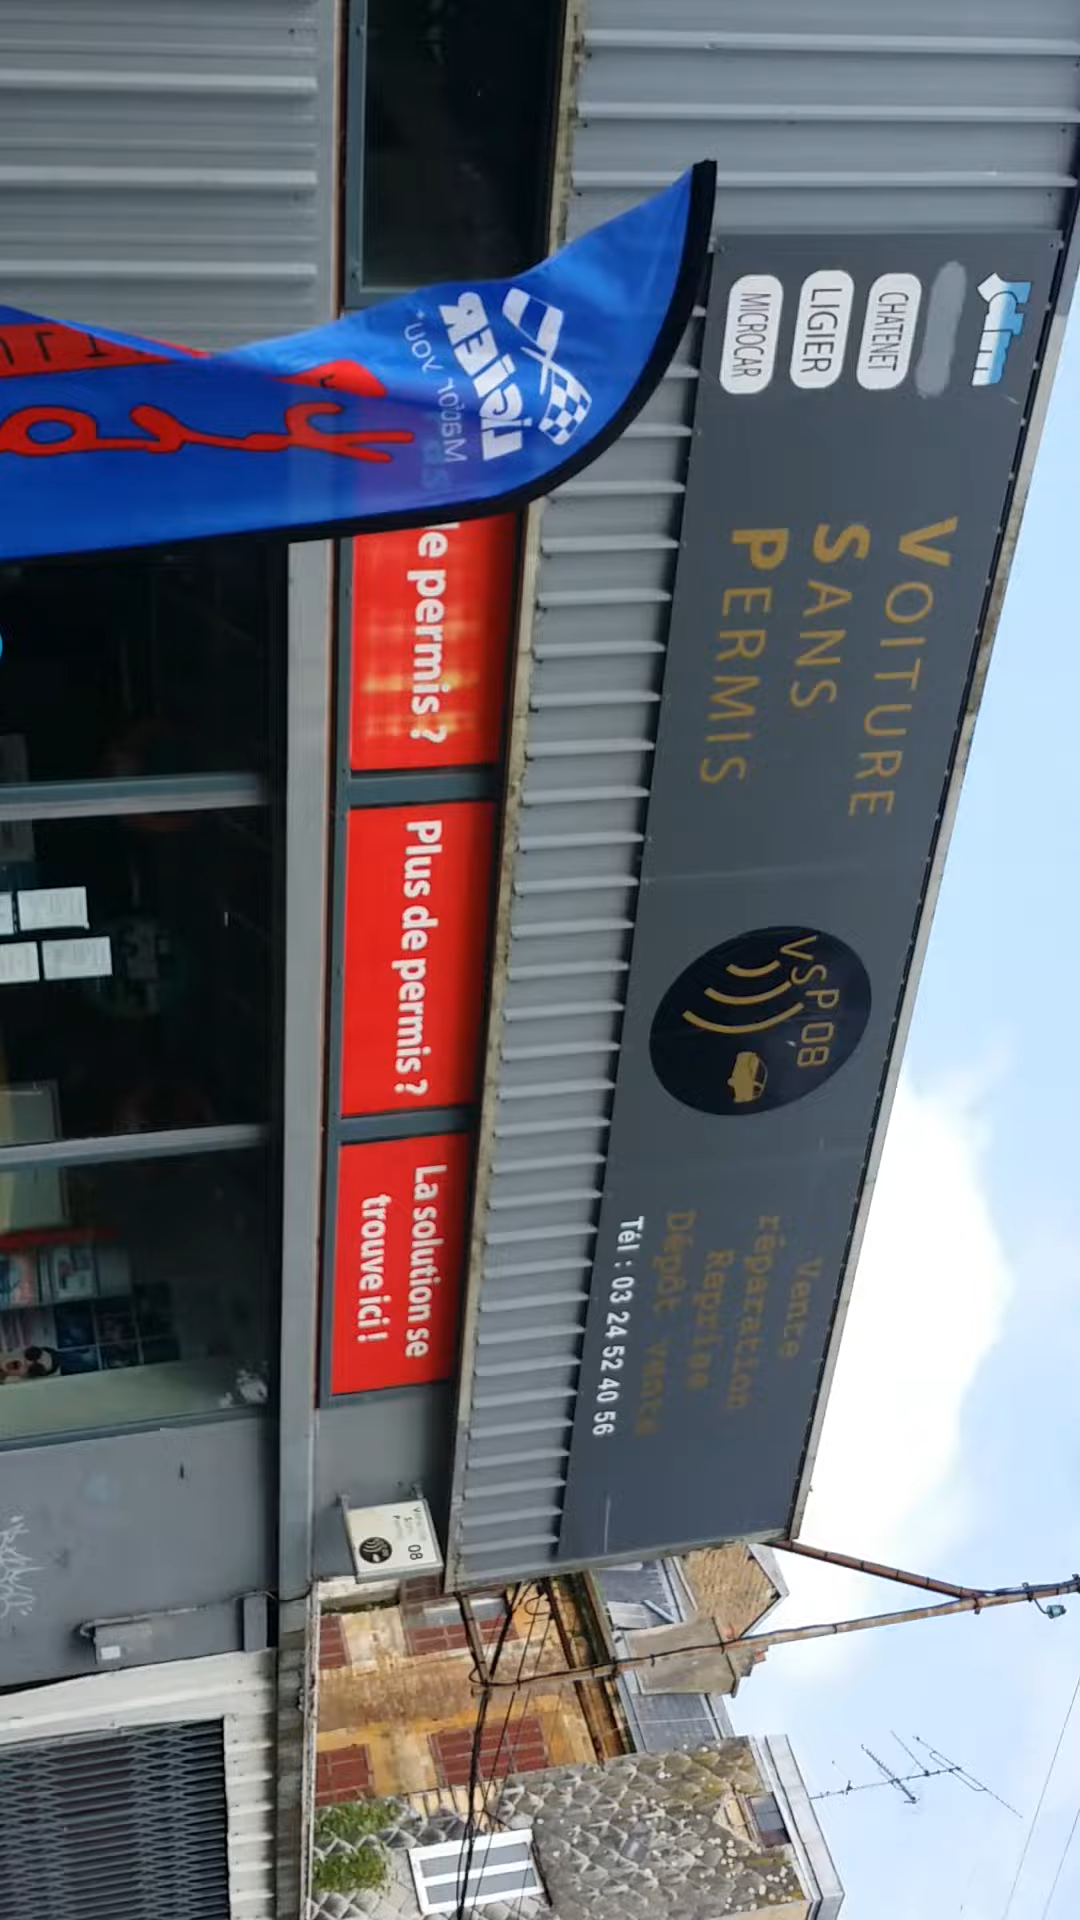 CHATENET
LIGIER
MICROCAR
VOITURE
SANS
PERMIS
VSP 08
Vente
réparation
Reprise
Dépôt vente
Tél : 03 24 52 40 56
LIGIER
de permis ?
Plus de permis ?
La solution se
trouve ici !
08